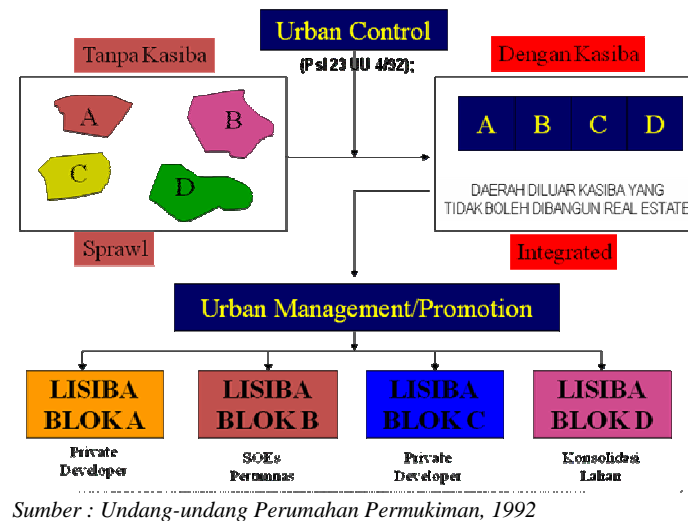 Urban Control
(Psl 23 UU 4/92);
Tanpa Kasiba
A
B
C
D
Sprawl
Dengan Kasiba
A B C D
DAERAH DILUAR KASIBA YANG
TIDAK BOLEH DIBANGUN REAL ESTATE
Integrated
Urban Management/Promotion
LISIBA
BLOK A
Private
Developer
LISIBA
BLOK B
SOEs
Perumnas
LISIBA
BLOK C
Private
Developer
LISIBA
BLOK D
Konsolidasi
Lahan
Sumber : Undang-undang Perumahan Permukiman, 1992